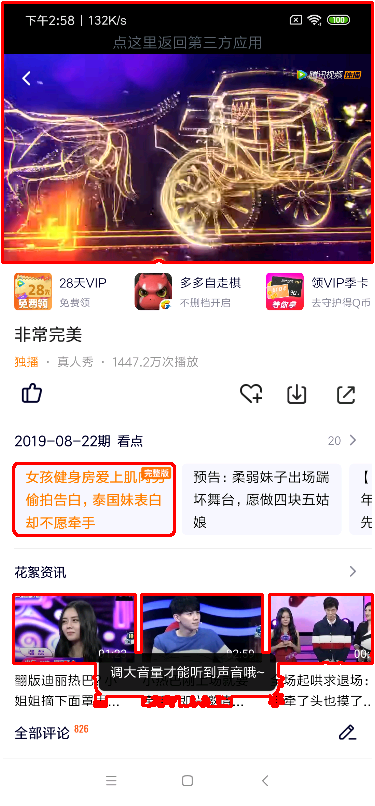 下午2:58 | 132K/s
100
点这里返回第三方应用
腾讯视频 独播
28天VIP
免费领
多多自走棋
不删档开启
领VIP季卡
去守护得Q币
非常完美
独播 · 真人秀 · 1447.2万次播放
2019-08-22期 看点
20
女孩健身房爱上肌肉男
完整版
偷拍告白,泰国妹表白
却不愿牵手
预告:柔弱妹子出场踹
坏舞台,愿做四块五姑
娘
花絮资讯
调大音量才能听到声音哦~
翻版迪丽热巴
姐姐摘下面罩
场起哄求退场:
牵了头也摸了...
全部评论 826